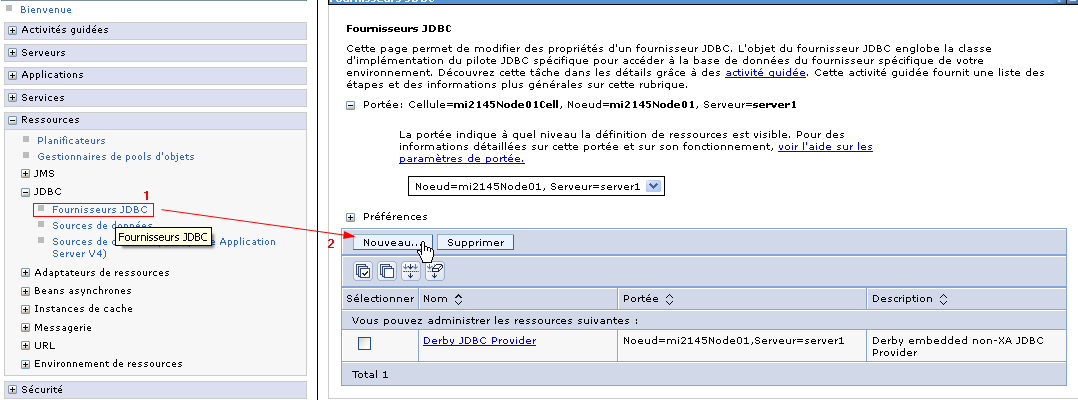 Bienvenue
Activités guidées
Serveurs
Applications
Services
Ressources
Planificateurs
Gestionnaires de pools d'objets
JMS
JDBC
1
Fournisseurs JDBC
Sources de données
Fournisseurs JDBC
Sources de d
e Application
Server V4)
Adaptateurs de ressources
Beans asynchrones
Instances de cache
Messagerie
URL
Environnement de ressources
Sécurité
Fournisseurs JDBC
?
Fournisseurs JDBC
Cette page permet de modifier des propriétés d'un fournisseur JDBC. L'objet du fournisseur JDBC englobe la classe
d'implémentation du pilote JDBC spécifique pour accéder à la base de données du fournisseur spécifique de votre
environnement. Découvrez cette tâche dans les détails grâce à des activité guidée. Cette activité guidée fournit une liste des
étapes et des informations plus générales sur cette rubrique.
Portée: Cellule=mi2145Node01Cell, Noeud=mi2145Node01, Serveur=server1
La portée indique à quel niveau la définition de ressources est visible. Pour des
informations détaillées sur cette portée et sur son fonctionnement, voir l'aide sur les
paramètres de portée.
Noeud=mi2145Node01, Serveur=server1
Préférences
2
Nouveau... Supprimer
Sélectionner Nom Portée Description
Vous pouvez administrer les ressources suivantes :
Derby JDBC Provider Noeud=mi2145Node01,Serveur=server1 Derby embedded non-XA JDBC
Provider
Total 1